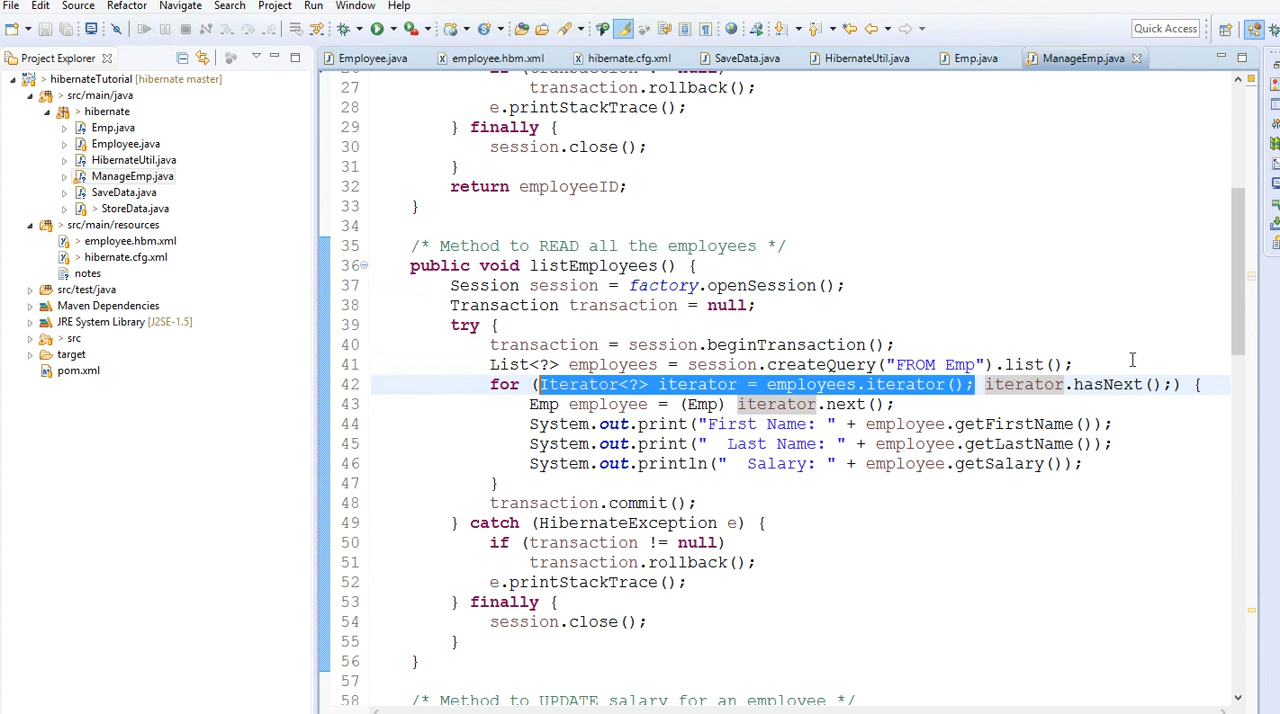 File Edit Source Refactor Navigate Search Project Run Window Help
Quick Access
Project Explorer
hibernateTutorial [hibernate master]
src/main/java
hibernate
Emp.java
Employee.java
HibernateUtil.java
ManageEmp.java
SaveData.java
> StoreData.java
src/main/resources
employee.hbm.xml
hibernate.cfg.xml
notes
src/test/java
Maven Dependencies
JRE System Library [J2SE-1.5]
src
target
pom.xml
Employee.java employee.hbm.xml hibernate.cfg.xml SaveData.java HibernateUtil.java Emp.java ManageEmp.java
27 transaction.rollback();
28 e.printStackTrace();
29 } finally {
30 session.close();
31 }
32 return employeeID;
33 }
34
35 /* Method to READ all the employees */
36 public void listEmployees() {
37 Session session = factory.openSession();
38 Transaction transaction = null;
39 try {
40 transaction = session.beginTransaction();
41 List<?> employees = session.createQuery("FROM Emp").list();
42 for (Iterator<?> iterator = employees.iterator(); iterator.hasNext();) {
43 Emp employee = (Emp) iterator.next();
44 System.out.print("First Name: " + employee.getFirstName());
45 System.out.print("  Last Name: " + employee.getLastName());
46 System.out.println("  Salary: " + employee.getSalary());
47 }
48 transaction.commit();
49 } catch (HibernateException e) {
50 if (transaction != null)
51 transaction.rollback();
52 e.printStackTrace();
53 } finally {
54 session.close();
55 }
56 }
57
58 /* Method to UPDATE salary for an employee */